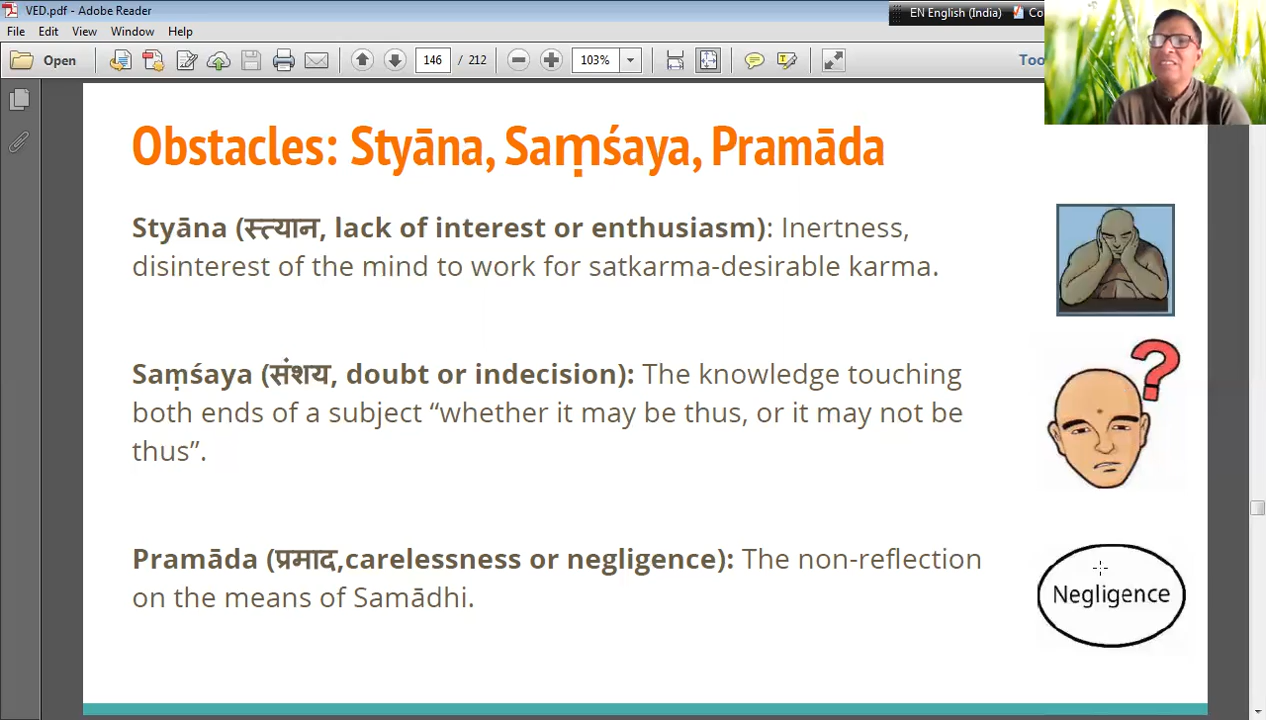 VED.pdf - Adobe Reader
EN English (India)
Co
File Edit View Window Help
Open
146 / 212
103%
Too
Obstacles: Styāna, Saṃśaya, Pramāda
Styāna (स्त्यान, lack of interest or enthusiasm): Inertness,
disinterest of the mind to work for satkarma-desirable karma.
Saṃśaya (संशय, doubt or indecision): The knowledge touching
both ends of a subject “whether it may be thus, or it may not be
thus”.
Pramāda (प्रमाद,carelessness or negligence): The non-reflection
on the means of Samādhi.
Negligence